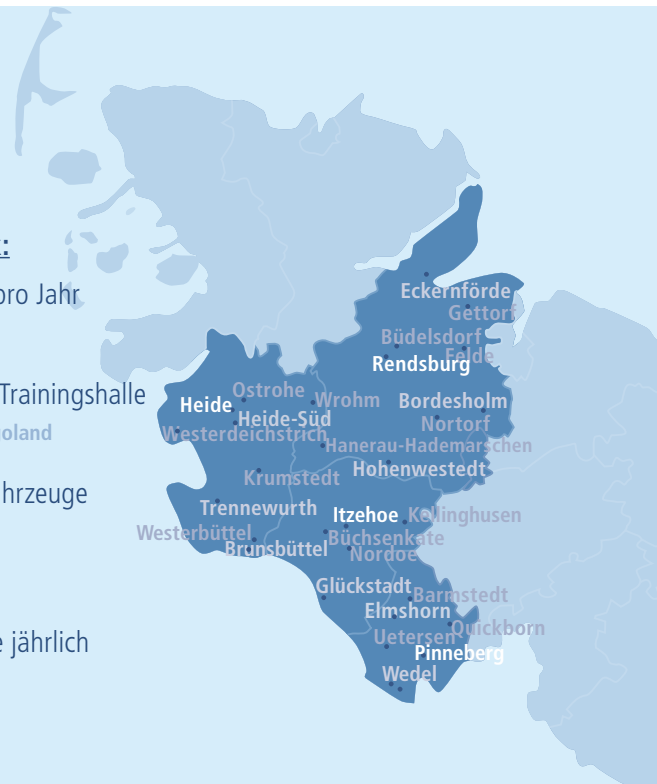 :
pro Jahr
Trainingshalle
goland
hrzeuge
e jährlich
Eckernförde
Gettorf
Büdelsdorf
Felde
Rendsburg
Ostrohe
Wrohm
Heide
Bordesholm
Heide-Süd
Nortorf
Westerdeichstrich
Hanerau-Hademarschen
Hohenwestedt
Krumstedt
Trennewurth
Itzehoe
Kellinghusen
Westerbüttel
Büchsenkate
Brunsbüttel
Nordoe
Glückstadt
Barmstedt
Elmshorn
Quickborn
Uetersen
Pinneberg
Wedel